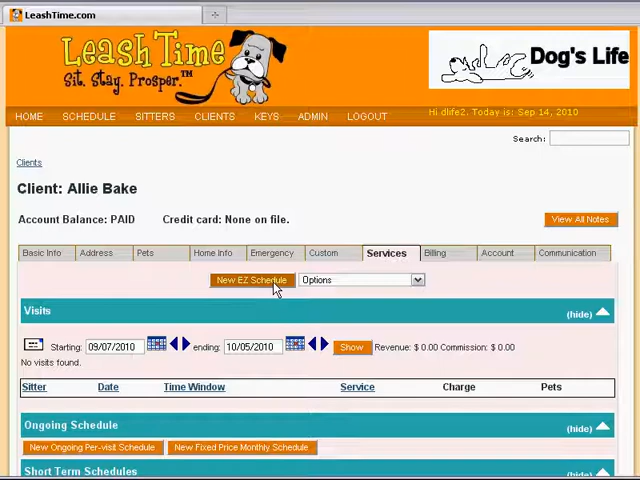 LeashTime.com
LeashTime
Sit. Stay. Prosper.™
Dog's Life
HOME SCHEDULE SITTERS CLIENTS KEYS ADMIN LOGOUT
Hi dlife2. Today is: Sep 14, 2010
Search:
Clients
Client: Allie Bake
Account Balance: PAID Credit card: None on file.
View All Notes
Basic Info Address Pets Home Info Emergency Custom Services Billing Account Communication
New EZ Schedule Options
Visits (hide)
Starting: 09/07/2010 ending: 10/05/2010 Show Revenue: $ 0.00 Commission: $ 0.00
No visits found.
Sitter Date Time Window Service Charge Pets
Ongoing Schedule (hide)
New Ongoing Per-visit Schedule New Fixed Price Monthly Schedule
Short Term Schedules (hide)